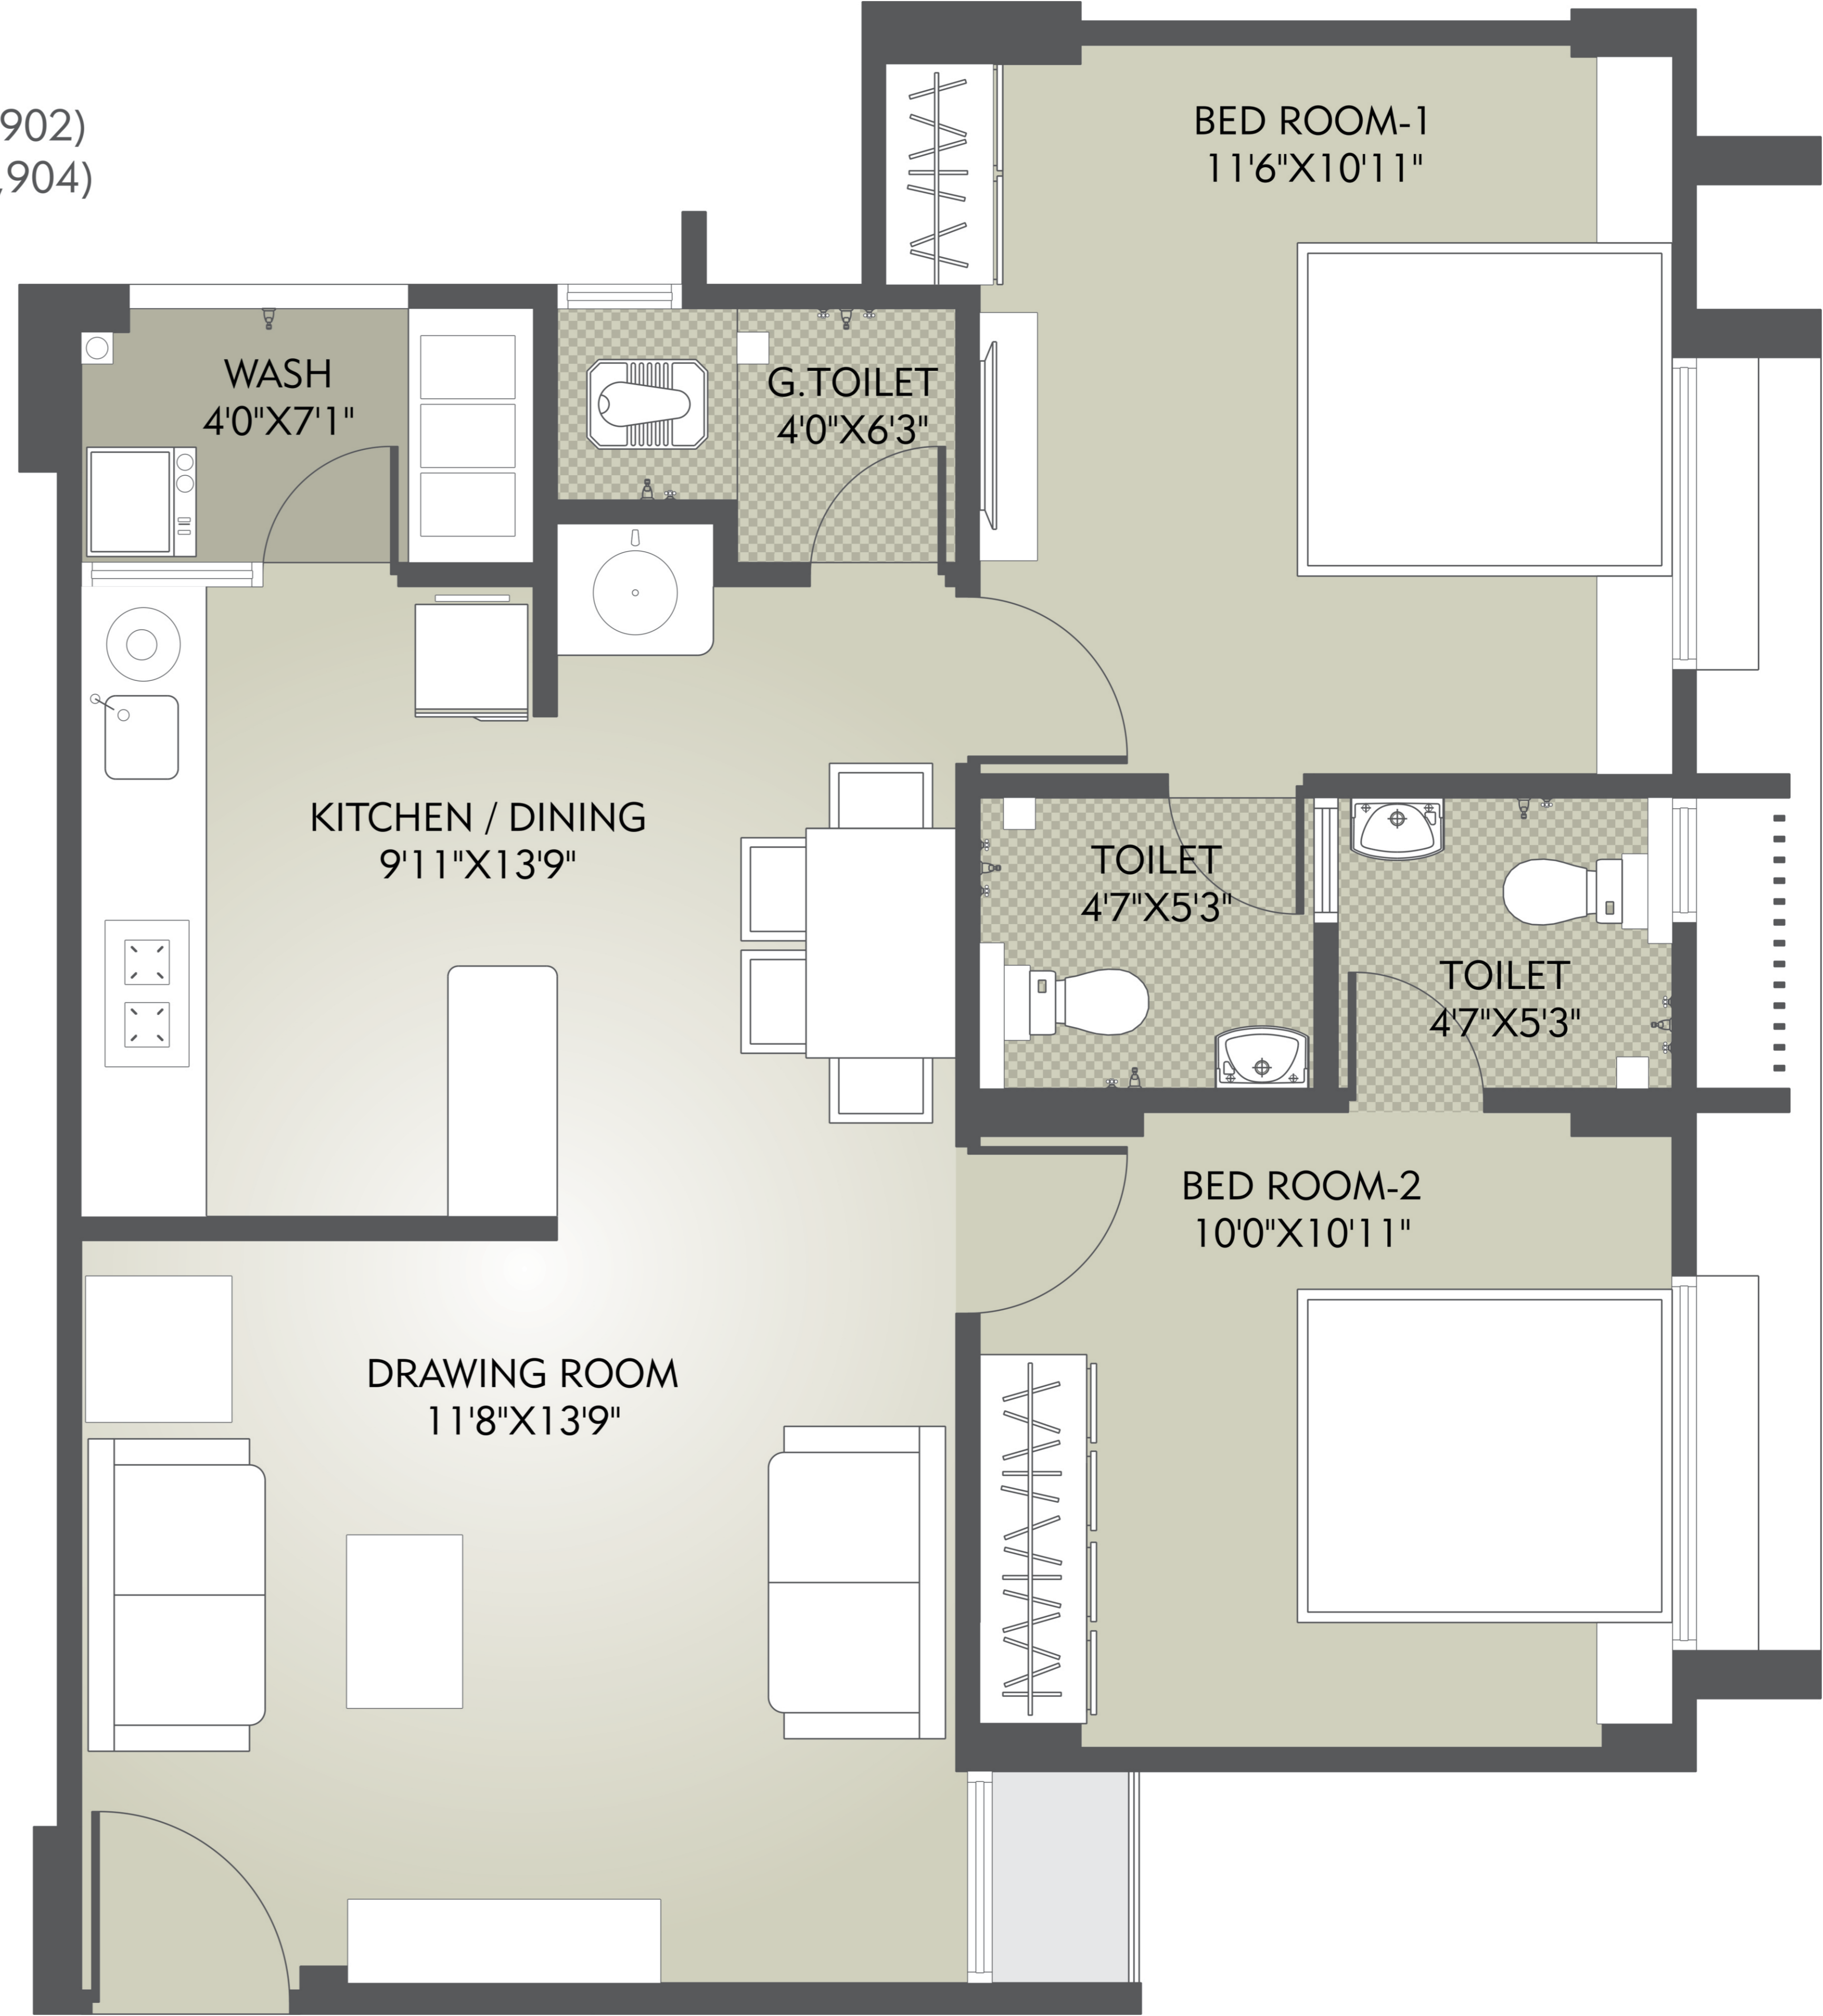 902)
,904)
BED ROOM-1
11'6"X10'11"
WASH
4'0"X7'1"
G.TOILET
4'0"X6'3"
KITCHEN / DINING
9'11"X13'9"
TOILET
4'7"X5'3"
TOILET
4'7"X5'3"
BED ROOM-2
10'0"X10'11"
DRAWING ROOM
11'8"X13'9"